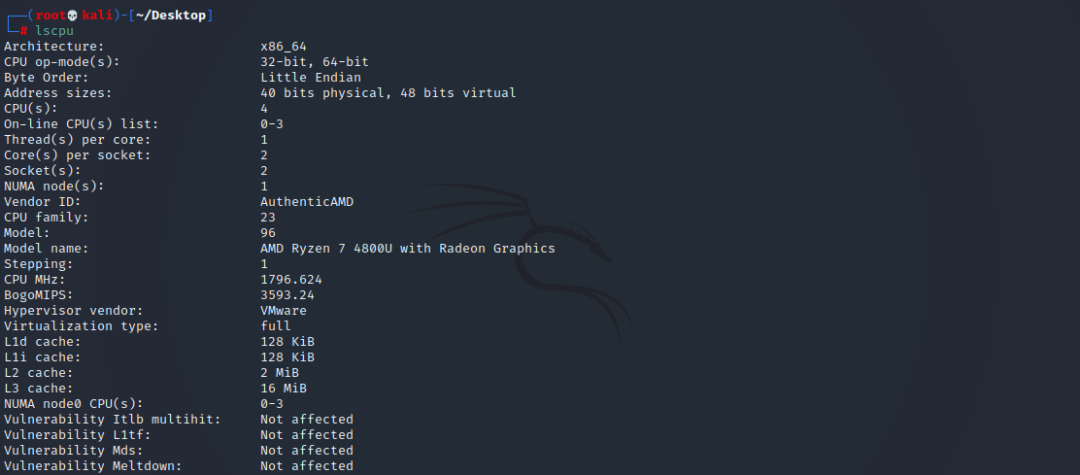 ┌──(root💀kali)-[~/Desktop]
└─# lscpu
Architecture: x86_64
CPU op-mode(s): 32-bit, 64-bit
Byte Order: Little Endian
Address sizes: 40 bits physical, 48 bits virtual
CPU(s): 4
On-line CPU(s) list: 0-3
Thread(s) per core: 1
Core(s) per socket: 2
Socket(s): 2
NUMA node(s): 1
Vendor ID: AuthenticAMD
CPU family: 23
Model: 96
Model name: AMD Ryzen 7 4800U with Radeon Graphics
Stepping: 1
CPU MHz: 1796.624
BogoMIPS: 3593.24
Hypervisor vendor: VMware
Virtualization type: full
L1d cache: 128 KiB
L1i cache: 128 KiB
L2 cache: 2 MiB
L3 cache: 16 MiB
NUMA node0 CPU(s): 0-3
Vulnerability Itlb multihit: Not affected
Vulnerability L1tf: Not affected
Vulnerability Mds: Not affected
Vulnerability Meltdown: Not affected